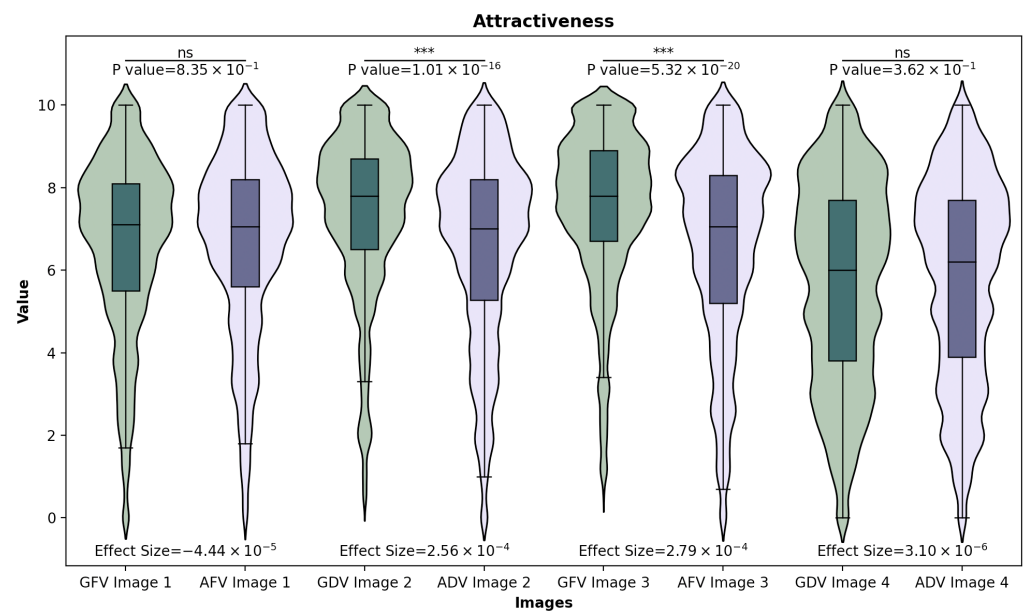 Attractiveness
ns *** *** ns
P value=8.35 × 10⁻¹ P value=1.01 × 10⁻¹⁶ P value=5.32 × 10⁻²⁰ P value=3.62 × 10⁻¹
10
8
6
4
2
0
Value
Effect Size=−4.44 × 10⁻⁵ Effect Size=2.56 × 10⁻⁴ Effect Size=2.79 × 10⁻⁴ Effect Size=3.10 × 10⁻⁶
GFV Image 1 AFV Image 1 GDV Image 2 ADV Image 2 GFV Image 3 AFV Image 3 GDV Image 4 ADV Image 4
Images